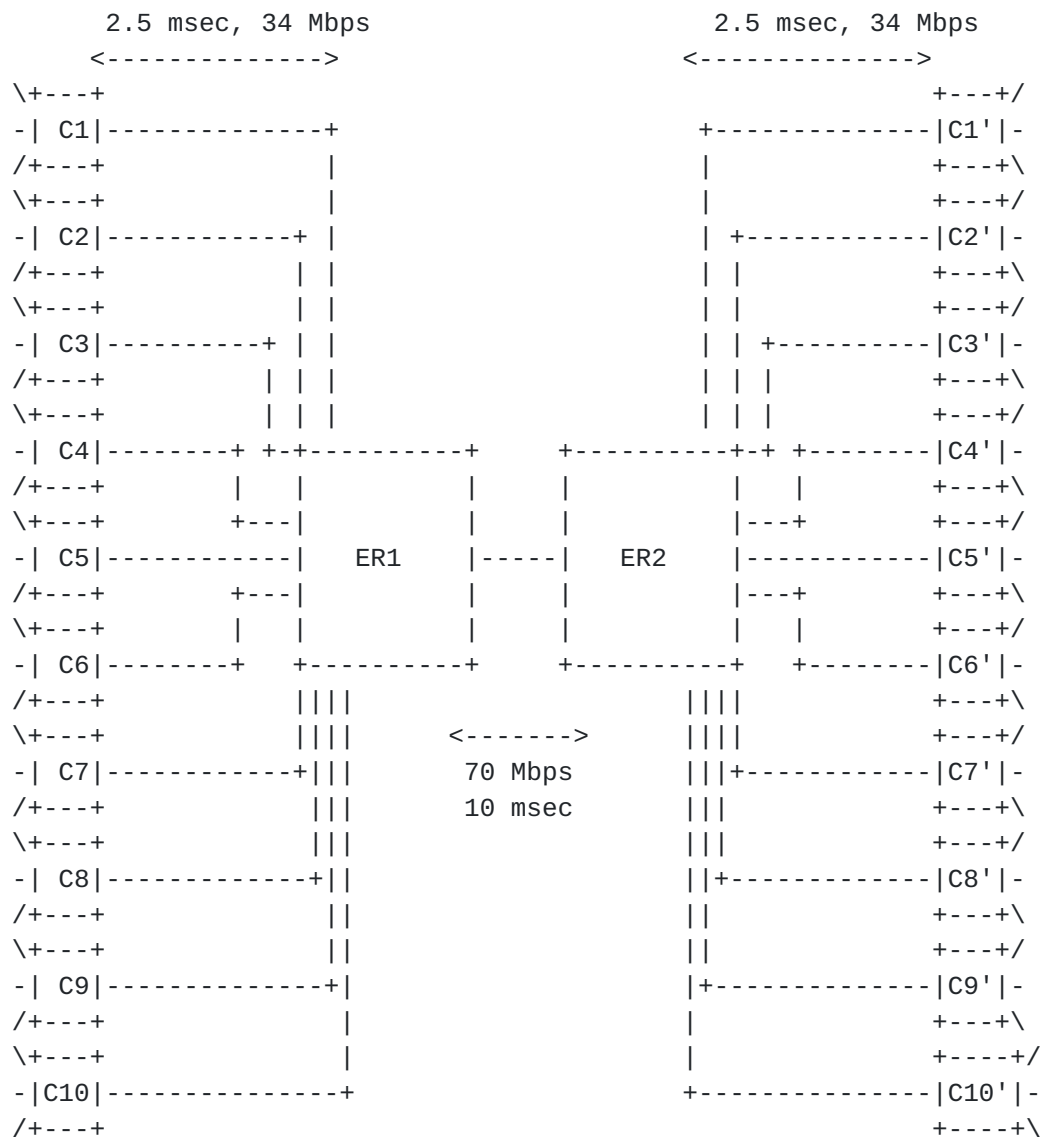 2.5 msec, 34 Mbps                      2.5 msec, 34 Mbps
     <-------------->                      <-------------->
\+---+                                                     +---+/
-| C1|--------------+                       +--------------|C1'|-
/+---+              |                       |              +---+\
\+---+              |                       |              +---+/
-| C2|------------+ |                       | +------------|C2'|-
/+---+            | |                       | |            +---+\
\+---+            | |                       | |            +---+/
-| C3|----------+ | |                       | | +----------|C3'|-
/+---+          | | |                       | | |          +---+\
\+---+          | | |                       | | |          +---+/
-| C4|--------+ +-+----------+     +----------+-+ +--------|C4'|-
/+---+        |   |          |     |          |   |        +---+\
\+---+        +---|          |     |          |---+        +---+/
-| C5|------------|   ER1    |-----|   ER2    |------------|C5'|-
/+---+        +---|          |     |          |---+        +---+\
\+---+        |   |          |     |          |   |        +---+/
-| C6|--------+   +----------+     +----------+   +--------|C6'|-
/+---+            ||||                     ||||            +---+\
\+---+            ||||      <------->      ||||            +---+/
-| C7|------------+|||       70 Mbps       |||+------------|C7'|-
/+---+             |||       10 msec       |||             +---+\
\+---+             |||                     |||             +---+/
-| C8|-------------+||                     ||+-------------|C8'|-
/+---+              ||                     ||              +---+\
\+---+              ||                     ||              +---+/
-| C9|--------------+|                     |+--------------|C9'|-
/+---+               |                     |               +---+\
\+---+               |                     |               +----+/
-|C10|---------------+                     +---------------|C10'|-
/+---+                                                     +----+\